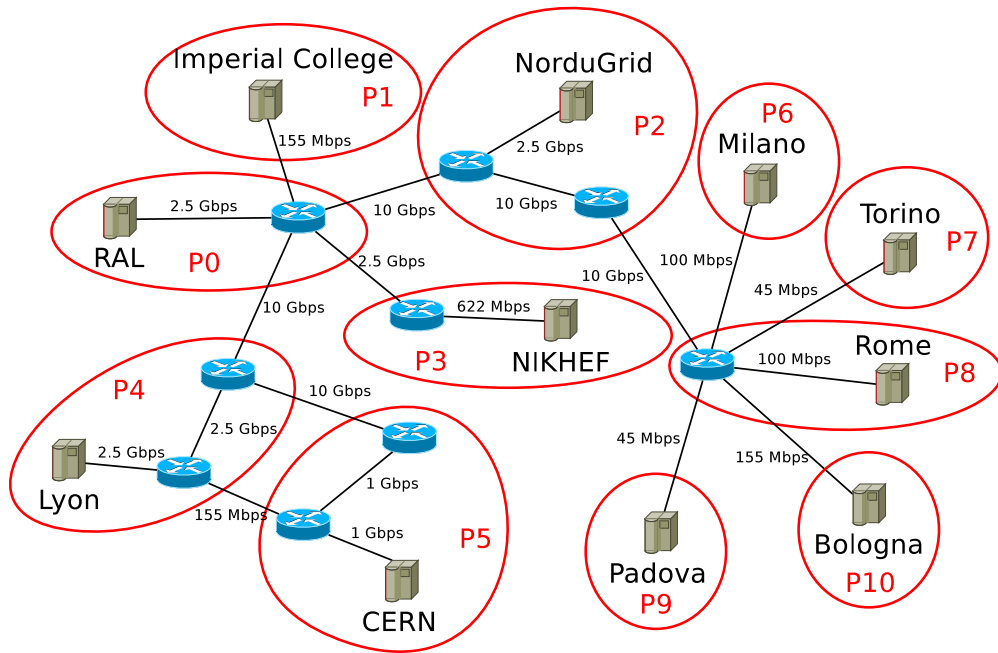 Imperial College
P1
155 Mbps
NorduGrid
P2
2.5 Gbps
10 Gbps
10 Gbps
P6
Milano
100 Mbps
Torino
P7
45 Mbps
2.5 Gbps
RAL
P0
2.5 Gbps
10 Gbps
10 Gbps
622 Mbps
P3
NIKHEF
Rome
P8
100 Mbps
P4
10 Gbps
2.5 Gbps
2.5 Gbps
Lyon
155 Mbps
1 Gbps
1 Gbps
P5
CERN
45 Mbps
155 Mbps
Padova
P9
Bologna
P10